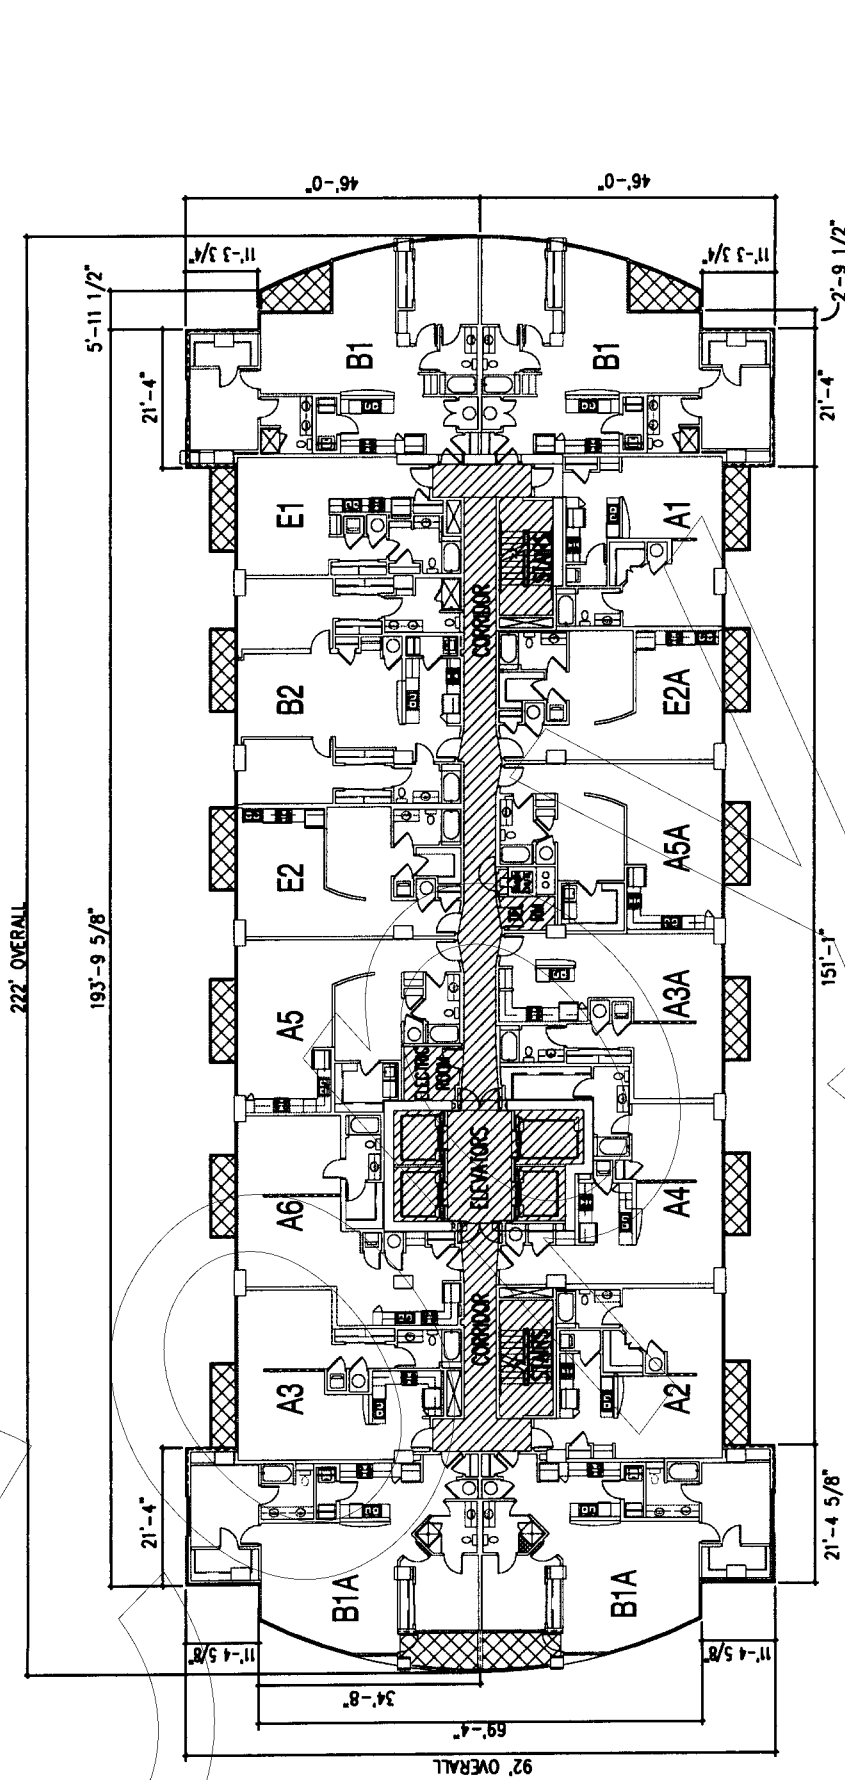 46'-0"
46'-0"
11'-3 3/4"
11'-3 3/4"
5'-11 1/2"
2'-9 1/2"
21'-4"
21'-4"
B1
B1
E1
A1
STAIRS
CORRIDOR
B2
E2A
E2
A5A
222' OVERALL
193'-9 5/8"
151'-1"
A5
A3A
ELECTRIC
ROOM
ELEVATORS
A6
A4
CORRIDOR
STAIRS
A3
A2
21'-4"
21'-4 5/8"
B1A
B1A
11'-4 5/8"
11'-4 5/8"
34'-8"
69'-4"
92' OVERALL